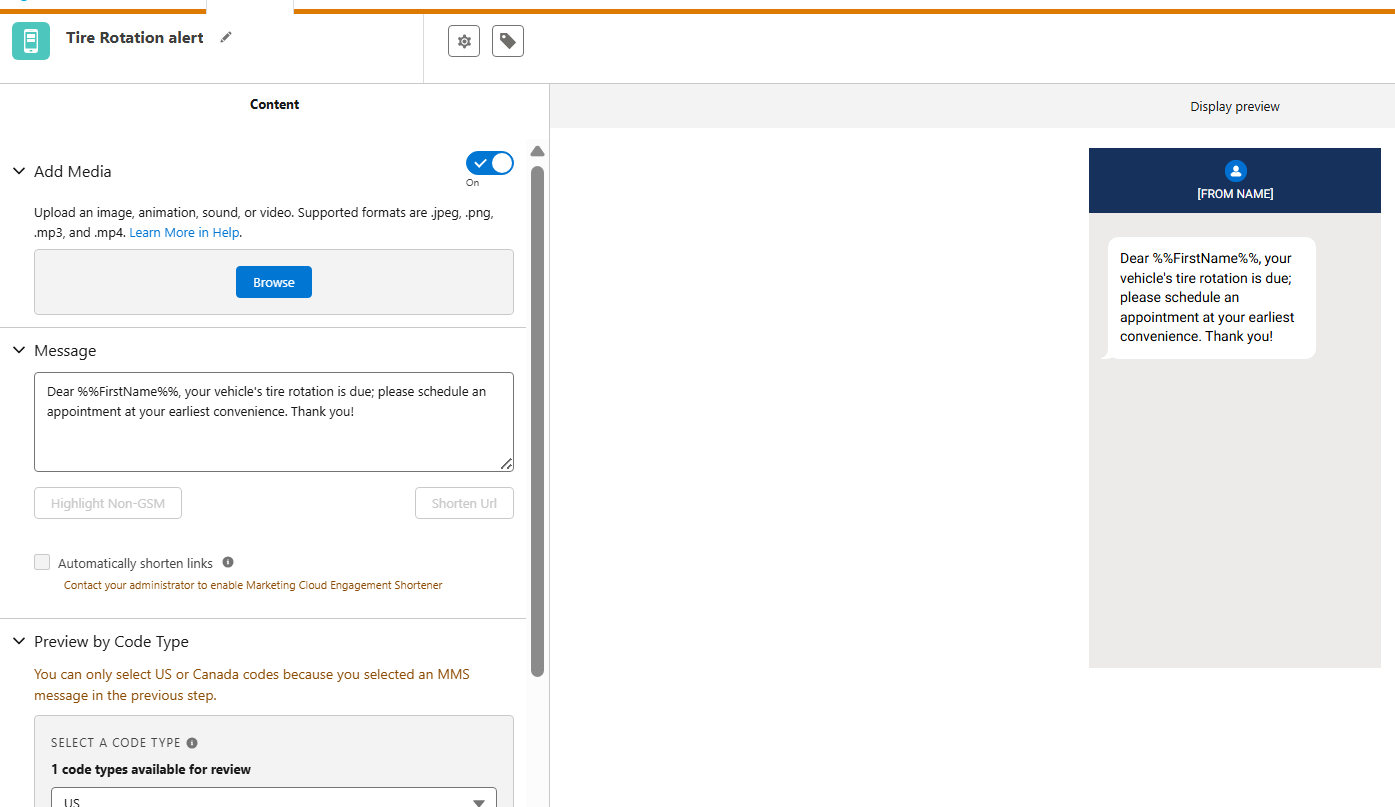 Tire Rotation alert
Content
Add Media
On
Upload an image, animation, sound, or video. Supported formats are .jpeg, .png,
.mp3, and .mp4. Learn More in Help.
Browse
Message
Dear %%FirstName%%, your vehicle's tire rotation is due; please schedule an
appointment at your earliest convenience. Thank you!
Highlight Non-GSM
Shorten Url
Automatically shorten links
Contact your administrator to enable Marketing Cloud Engagement Shortener
Preview by Code Type
You can only select US or Canada codes because you selected an MMS
message in the previous step.
SELECT A CODE TYPE
1 code types available for review
US
Display preview
[FROM NAME]
Dear %%FirstName%%, your
vehicle's tire rotation is due;
please schedule an
appointment at your earliest
convenience. Thank you!